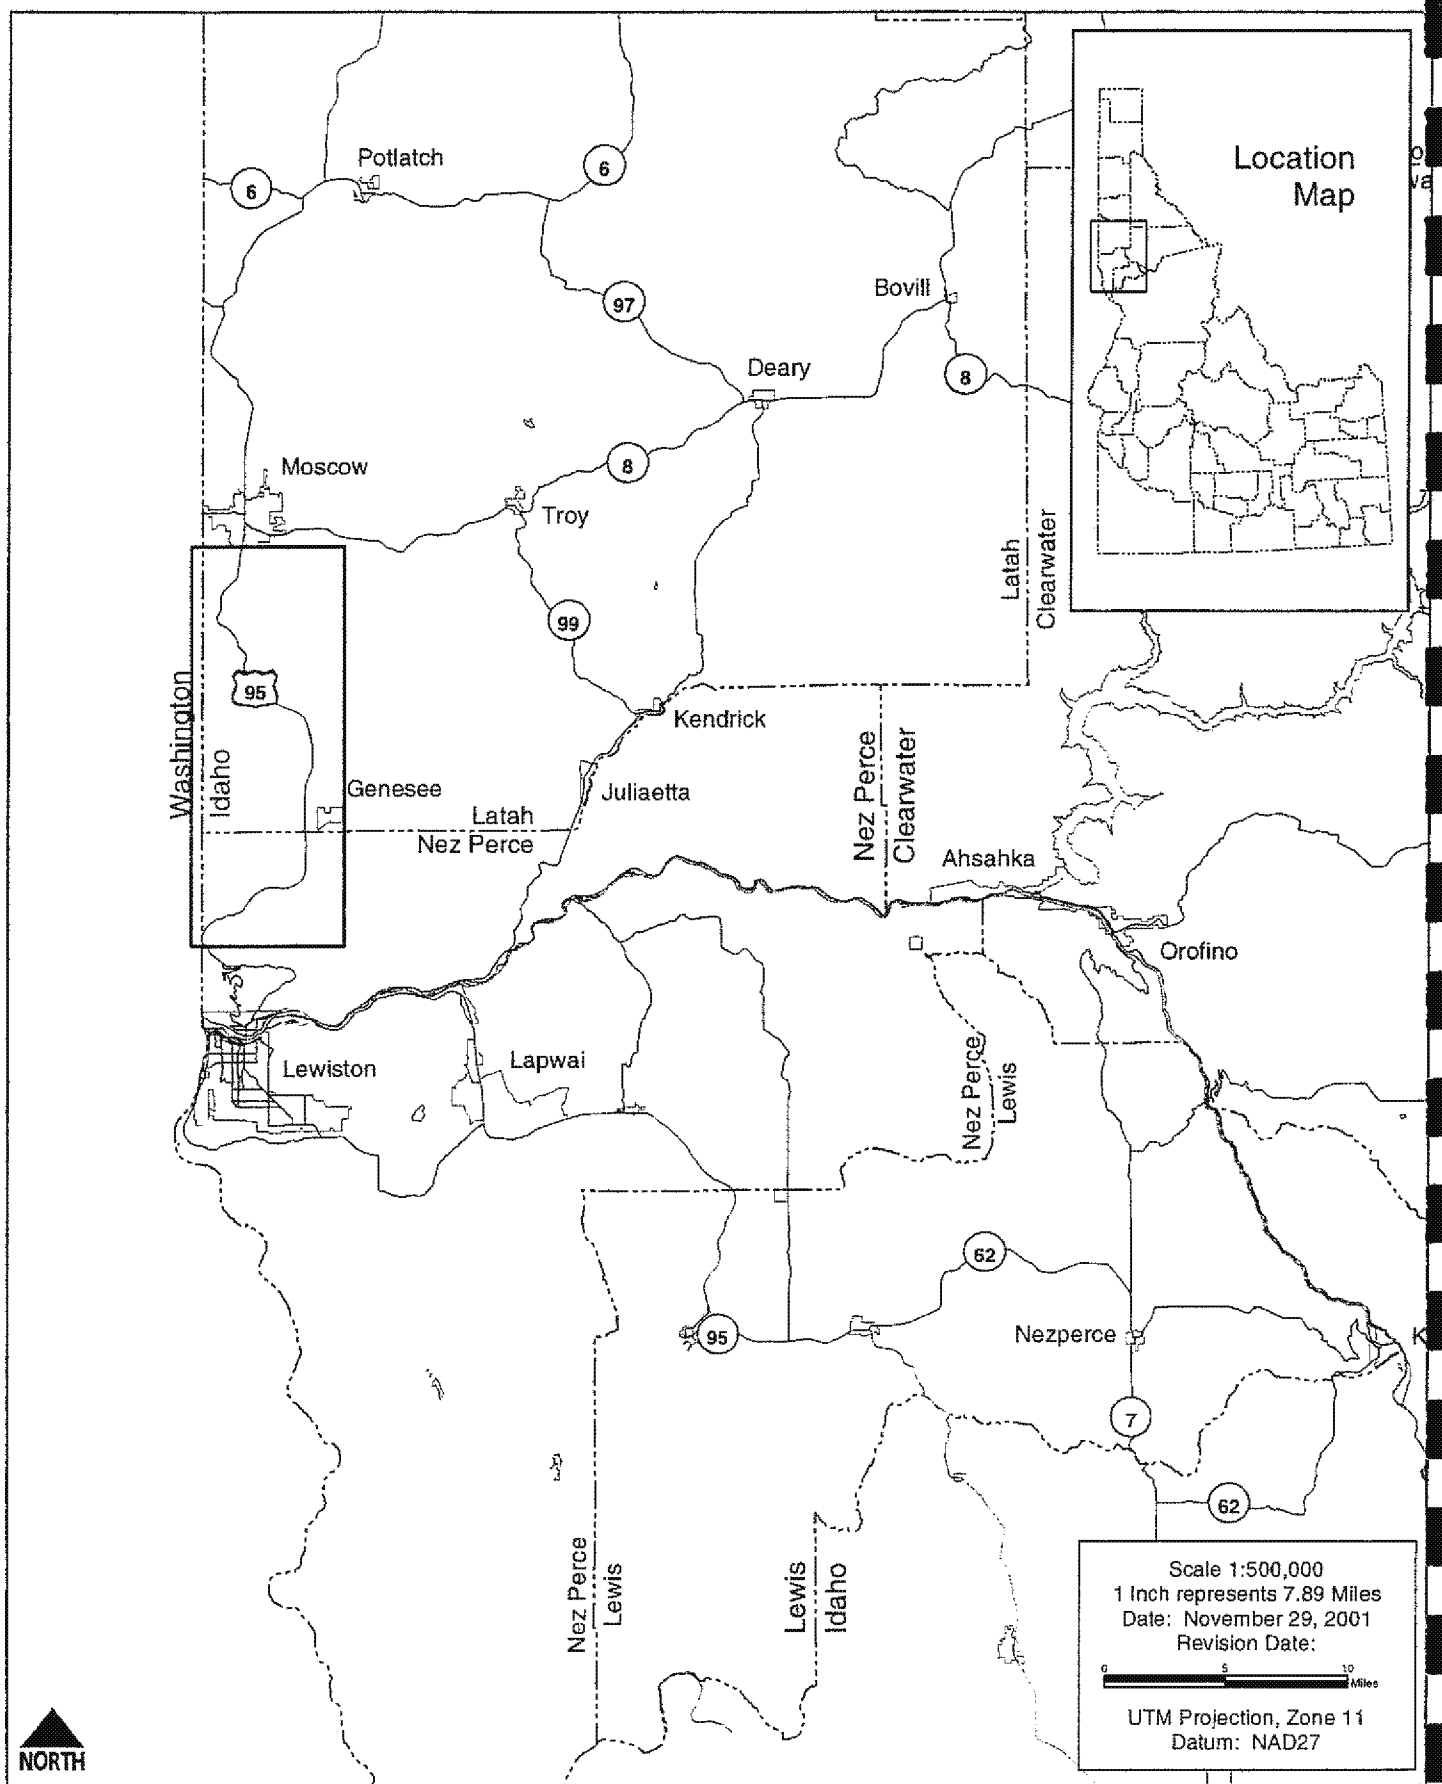 Potlatch
6
6
Location
Map
Bovill
97
Deary
8
8
Moscow
Troy
Latah
Clearwater
99
95
Washington
Idaho
Kendrick
Genesee
Juliaetta
Latah
Nez Perce
Nez Perce
Clearwater
Ahsahka
Orofino
Lewiston
Lapwai
Nez Perce
Lewis
62
95
Nezperce
K
7
62
Nez Perce
Lewis
Lewis
Idaho
Scale 1:500,000
1 Inch represents 7.89 Miles
Date: November 29, 2001
Revision Date:
0 5 10
Miles
UTM Projection, Zone 11
Datum: NAD27
NORTH